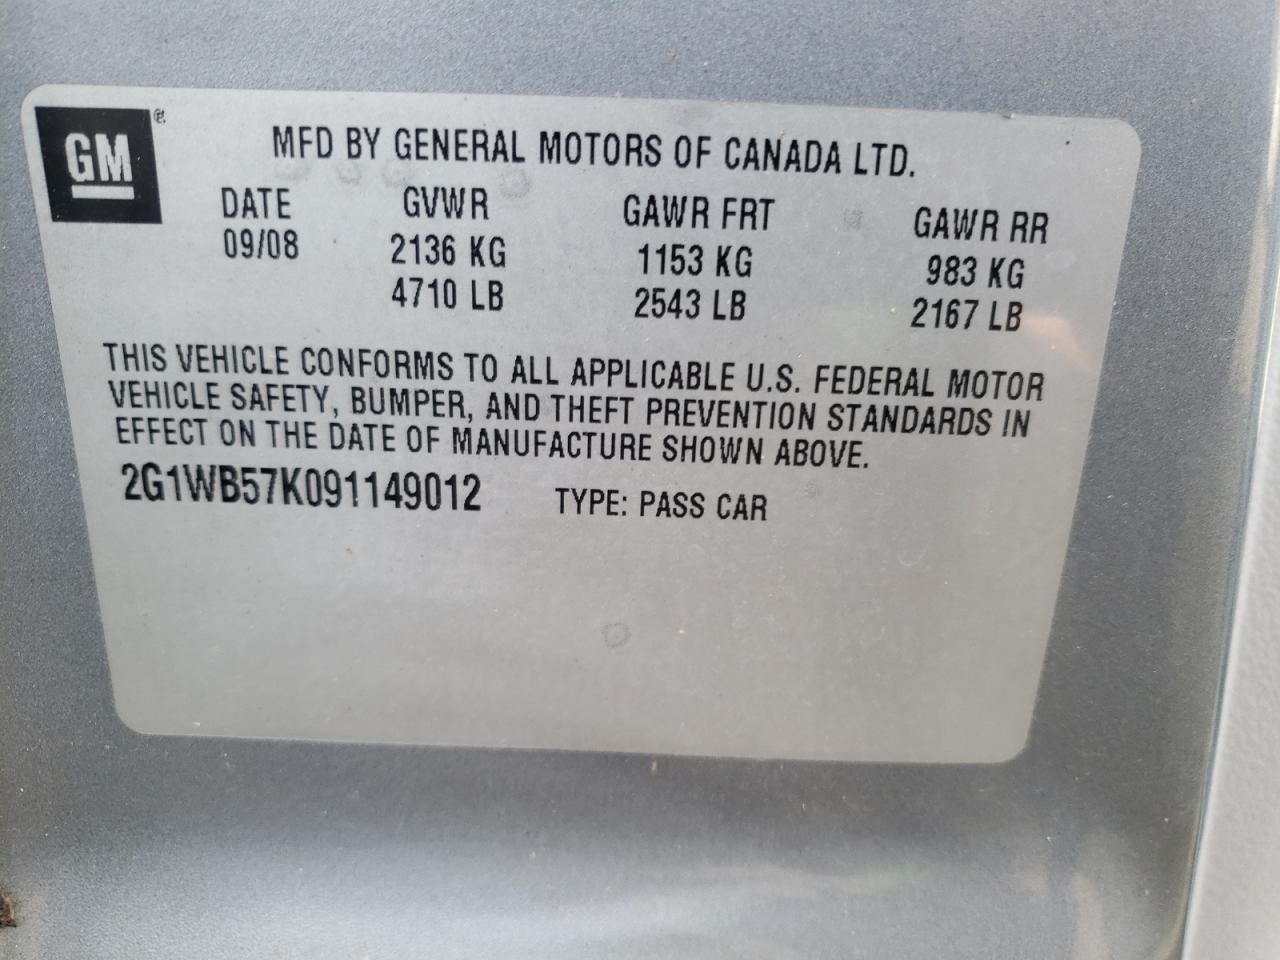 GM®
MFD BY GENERAL MOTORS OF CANADA LTD.
DATE GVWR GAWR FRT GAWR RR
09/08 2136 KG 1153 KG 983 KG
4710 LB 2543 LB 2167 LB
THIS VEHICLE CONFORMS TO ALL APPLICABLE U.S. FEDERAL MOTOR
VEHICLE SAFETY, BUMPER, AND THEFT PREVENTION STANDARDS IN
EFFECT ON THE DATE OF MANUFACTURE SHOWN ABOVE.
2G1WB57K091149012 TYPE: PASS CAR